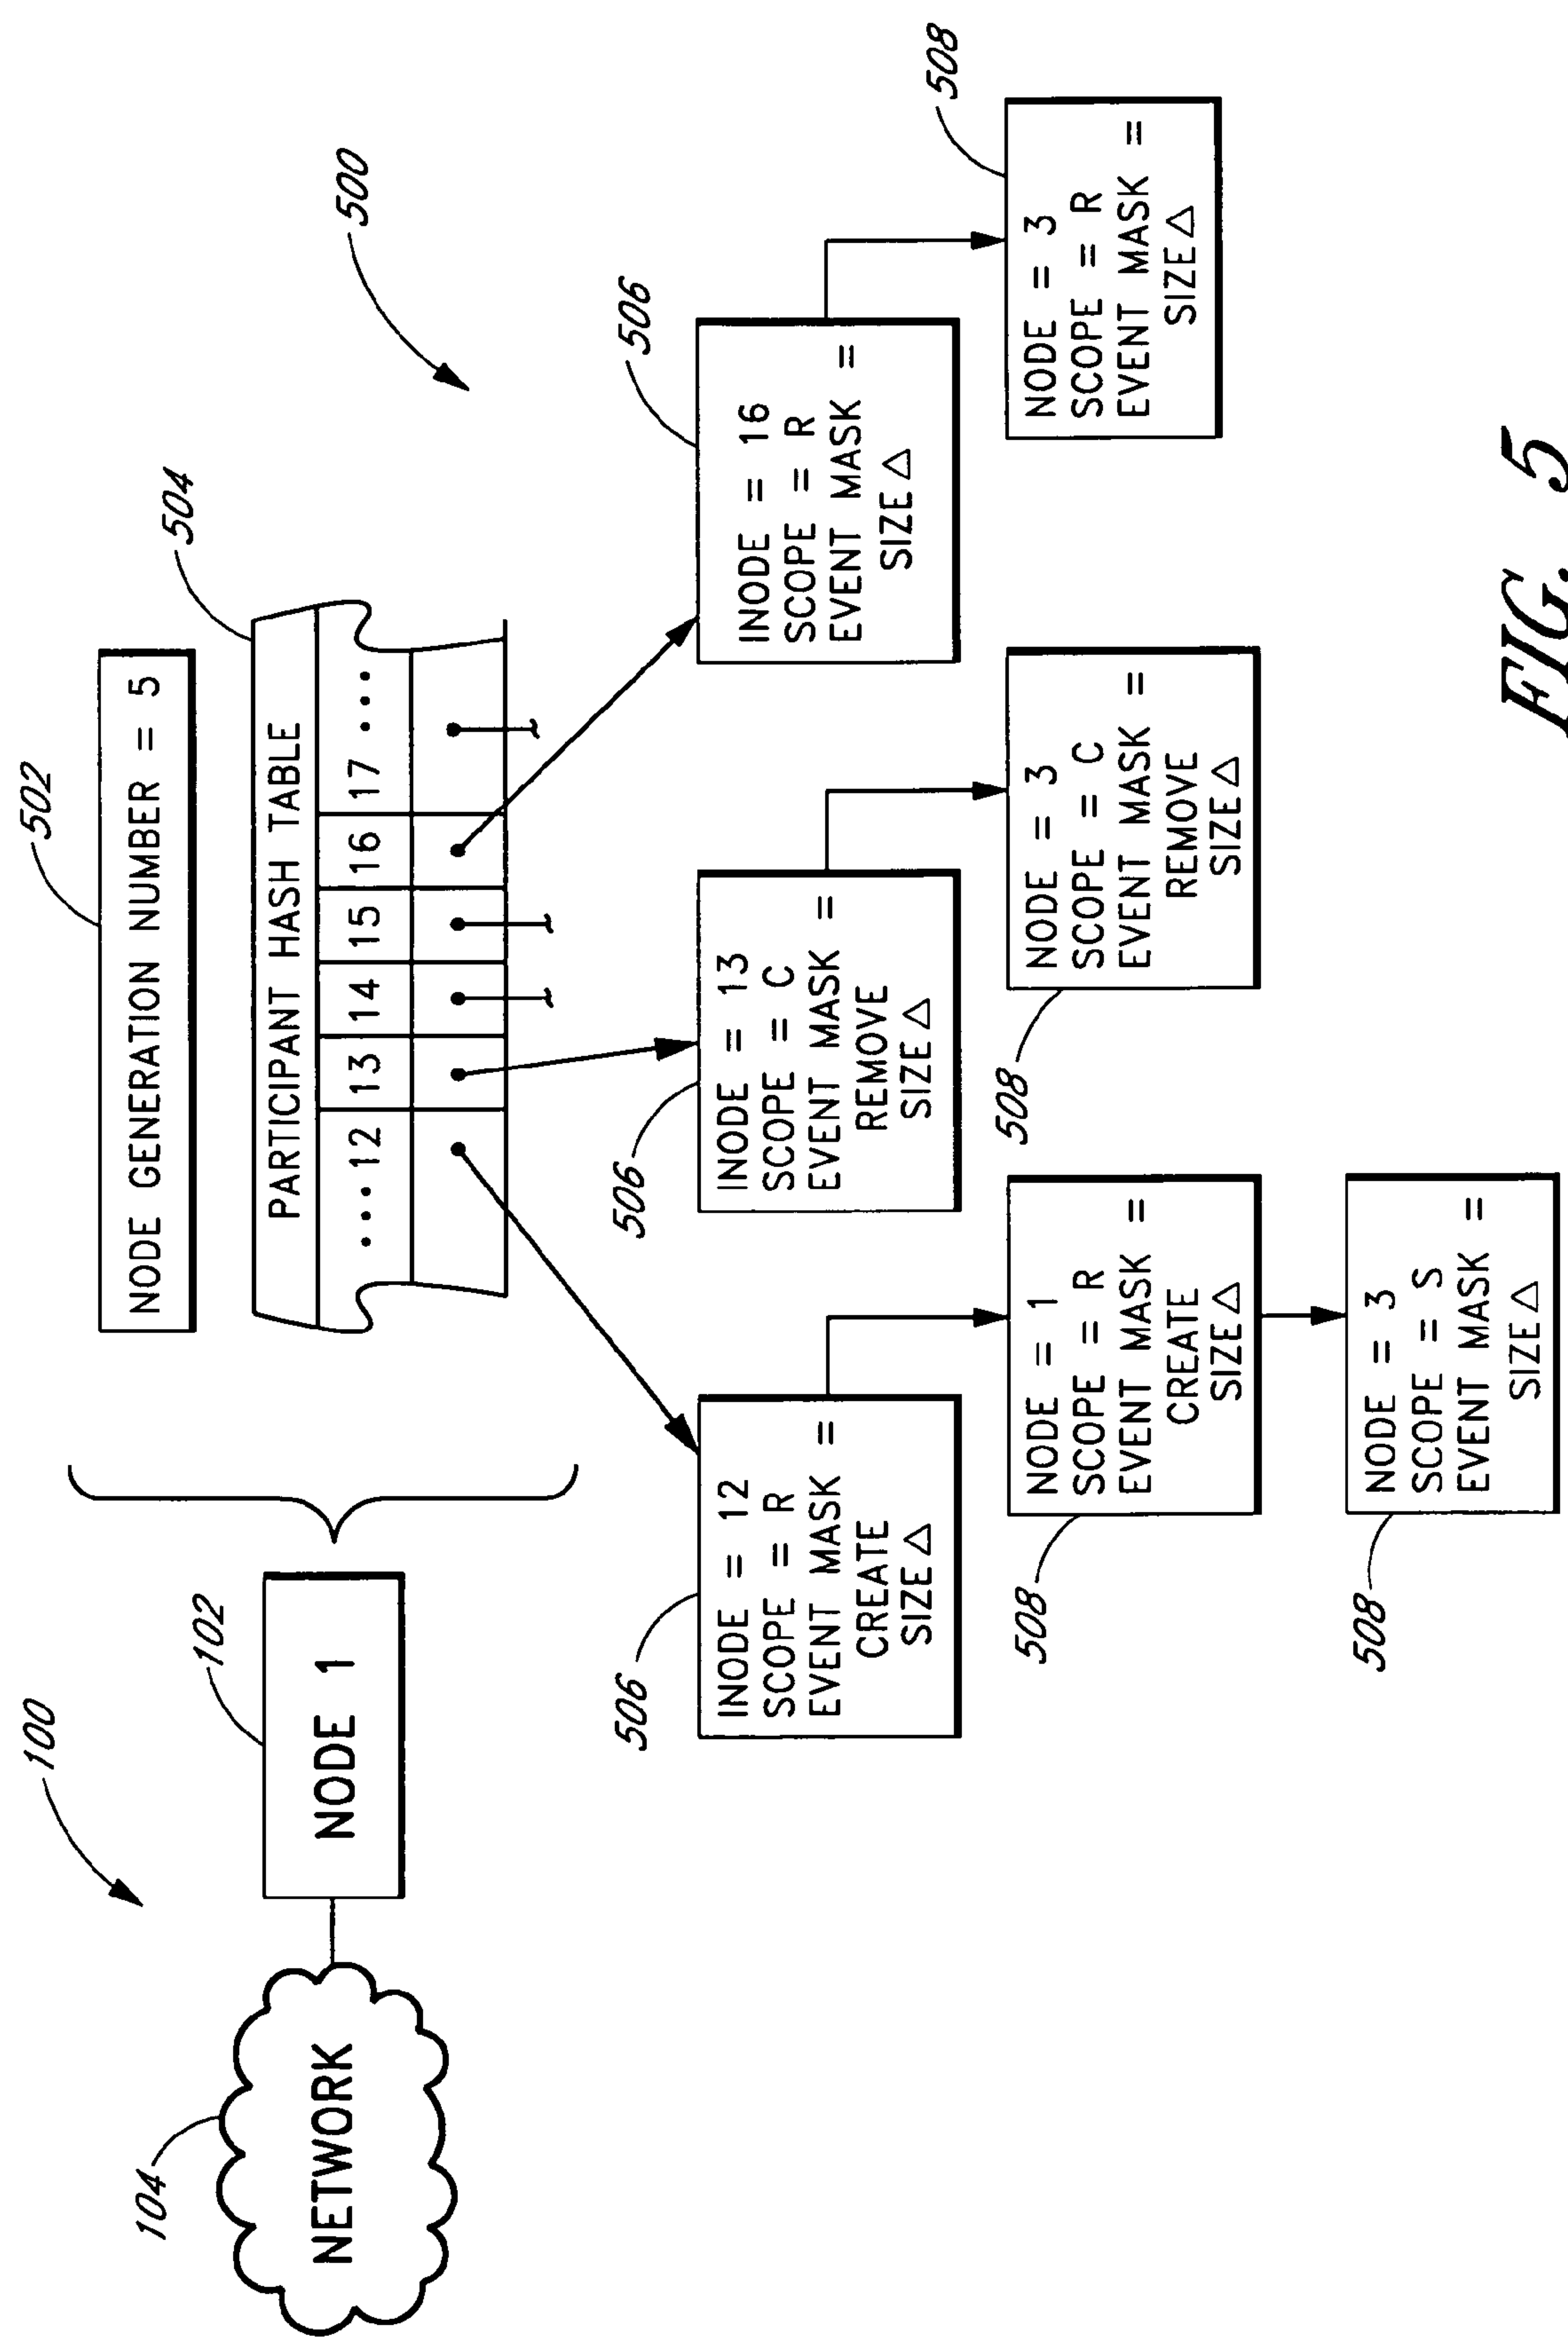 100
500
104
NETWORK
102
NODE 1
502
NODE GENERATION NUMBER = 5
504
PARTICIPANT HASH TABLE
••• 12 13 14 15 16 17 •••
506
INODE = 12
SCOPE = R
EVENT MASK =
CREATE
SIZE △
506
INODE = 13
SCOPE = C
EVENT MASK =
REMOVE
SIZE △
506
INODE = 16
SCOPE = R
EVENT MASK =
SIZE △
508
NODE = 1
SCOPE = R
EVENT MASK =
CREATE
SIZE △
508
NODE = 3
SCOPE = S
EVENT MASK =
SIZE △
508
NODE = 3
SCOPE = C
EVENT MASK =
REMOVE
SIZE △
508
NODE = 3
SCOPE = R
EVENT MASK =
SIZE △
FIG. 5